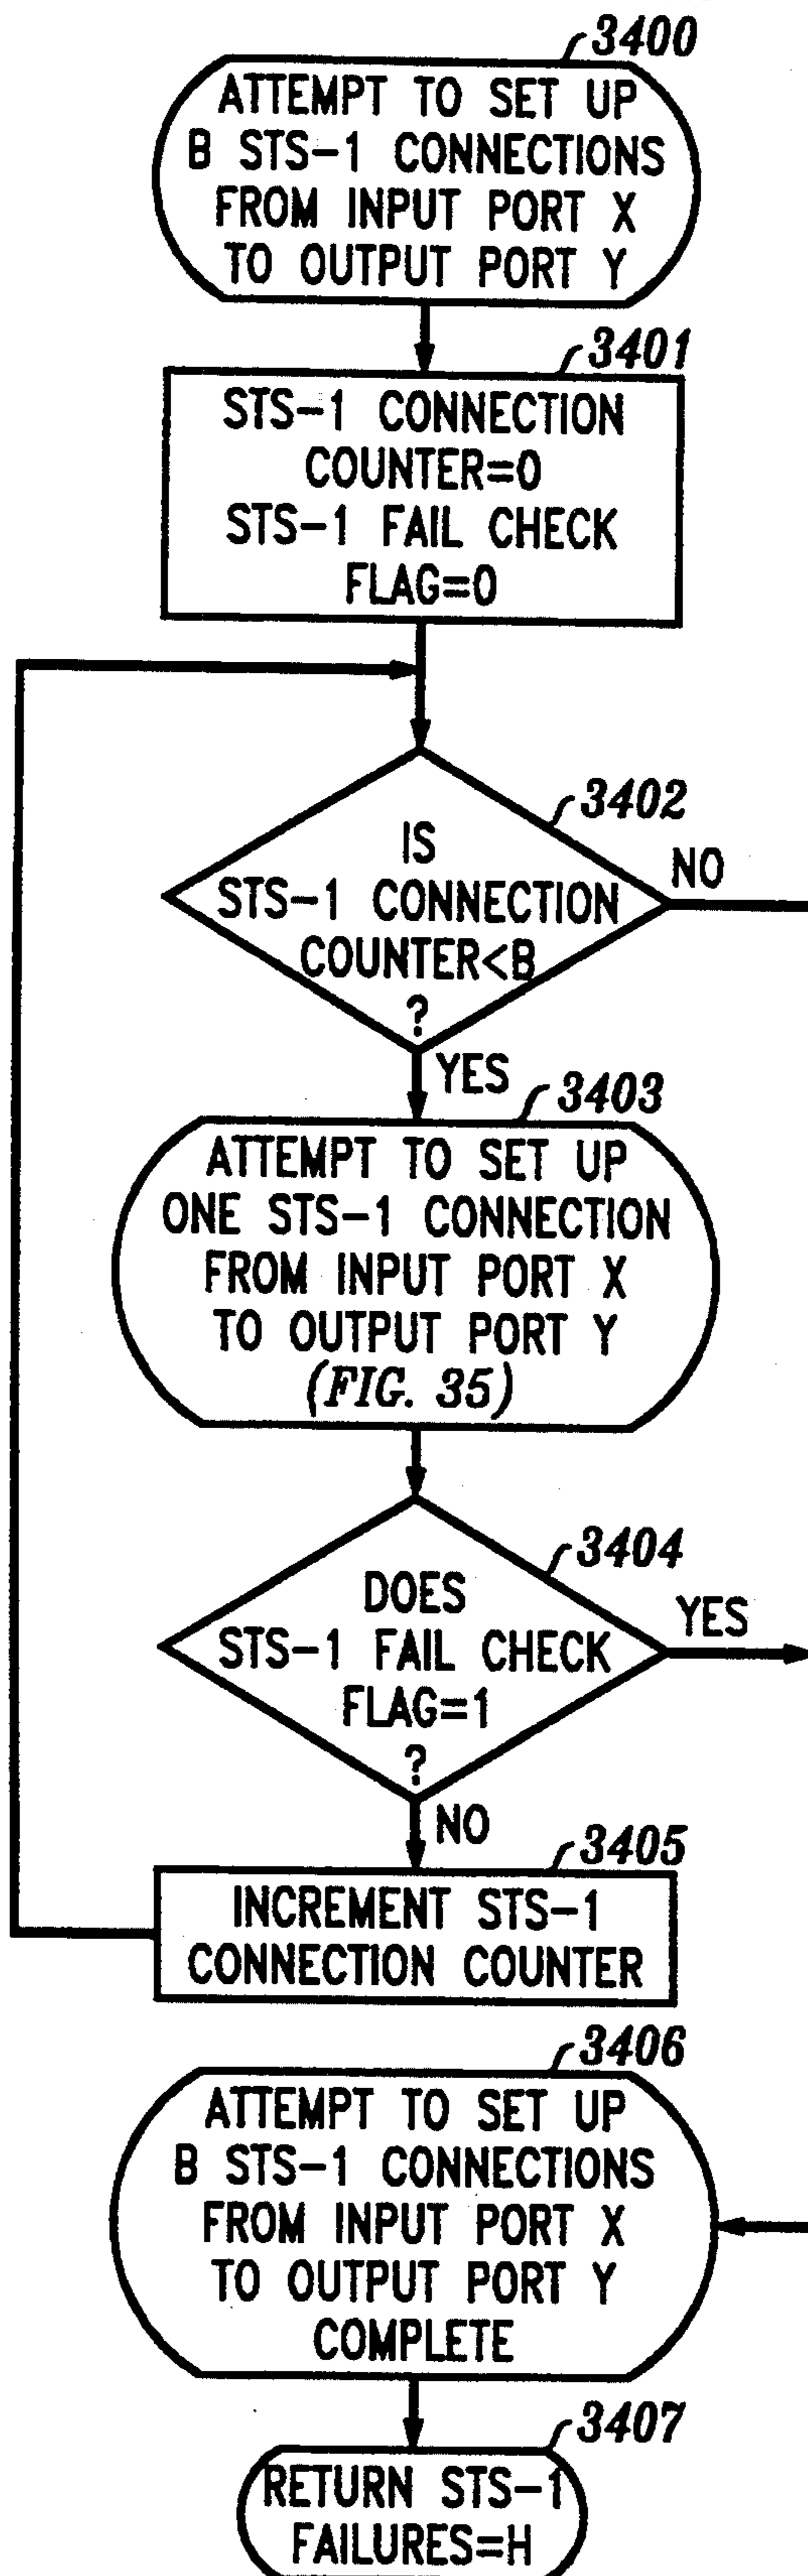 3400
ATTEMPT TO SET UP
B STS-1 CONNECTIONS
FROM INPUT PORT X
TO OUTPUT PORT Y
3401
STS-1 CONNECTION
COUNTER=0
STS-1 FAIL CHECK
FLAG=0
3402
IS
STS-1 CONNECTION
COUNTER<B
?
NO
YES
3403
ATTEMPT TO SET UP
ONE STS-1 CONNECTION
FROM INPUT PORT X
TO OUTPUT PORT Y
(FIG. 35)
3404
DOES
STS-1 FAIL CHECK
FLAG=1
?
YES
NO
3405
INCREMENT STS-1
CONNECTION COUNTER
3406
ATTEMPT TO SET UP
B STS-1 CONNECTIONS
FROM INPUT PORT X
TO OUTPUT PORT Y
COMPLETE
3407
RETURN STS-1
FAILURES=H